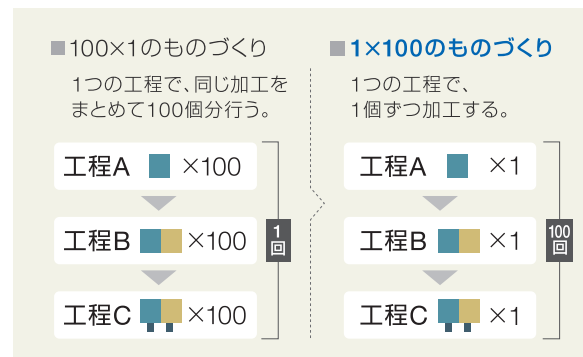 ■100×1のものづくり
1つの工程で、同じ加工を
まとめて100個分行う。
工程A ×100
工程B ×100
工程C ×100
1回
■1×100のものづくり
1つの工程で、
1個ずつ加工する。
工程A ×1
工程B ×1
工程C ×1
100回